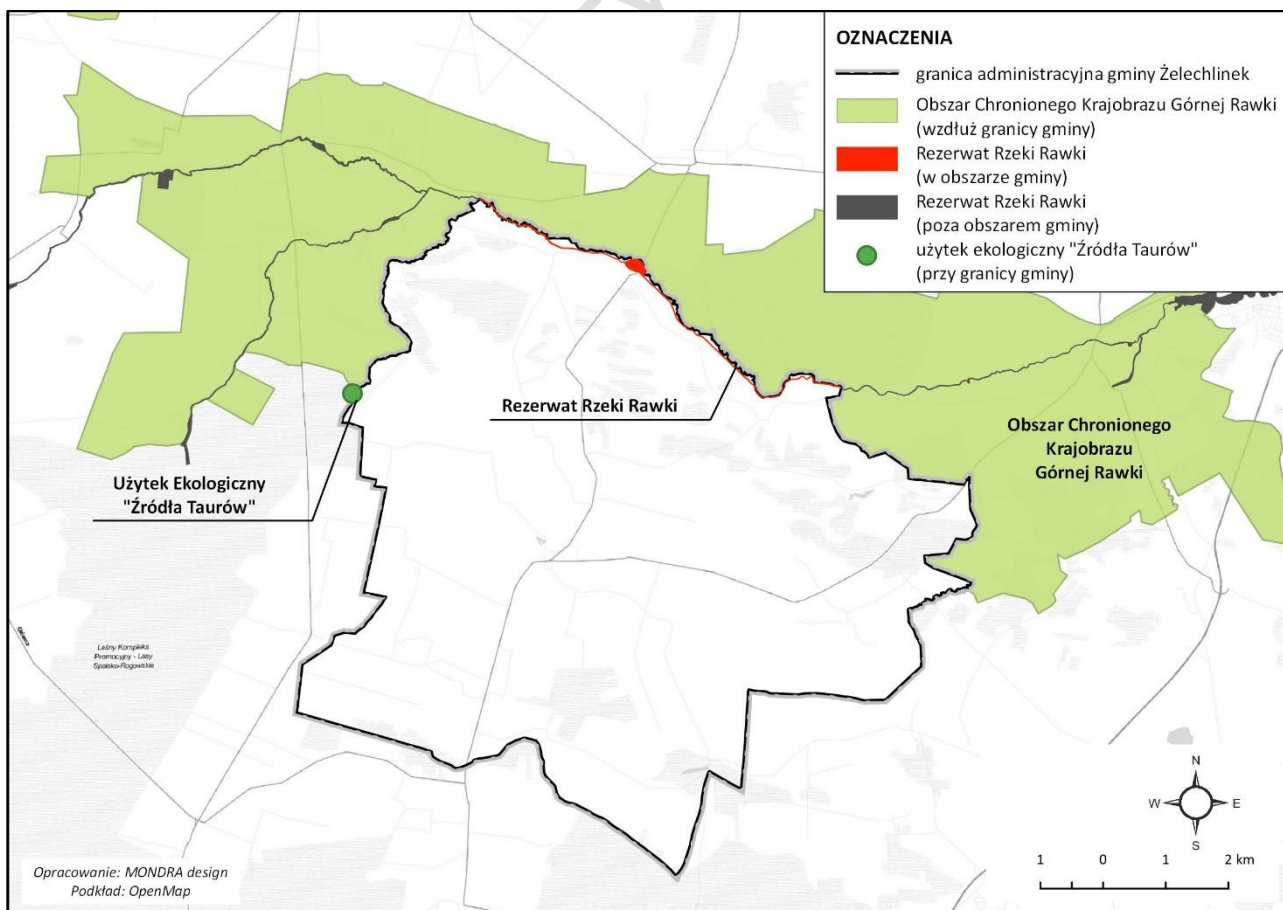 OZNACZENIA
granica administracyjna gminy Żelechlinek
Obszar Chronionego Krajobrazu Górnej Rawki
(wzdłuż granicy gminy)
Rezerwat Rzeki Rawki
(w obszarze gminy)
Rezerwat Rzeki Rawki
(poza obszarem gminy)
użytek ekologiczny "Źródła Taurów"
(przy granicy gminy)
Rezerwat Rzeki Rawki
Obszar Chronionego
Krajobrazu
Górnej Rawki
Użytek Ekologiczny
"Źródła Taurów"
Leśny Kompleks
Promocyjny - Lasy
Spalsko-Rogowskie
N
W
E
S
1 0 1 2 km
Opracowanie: MONDRA design
Podkład: OpenMap